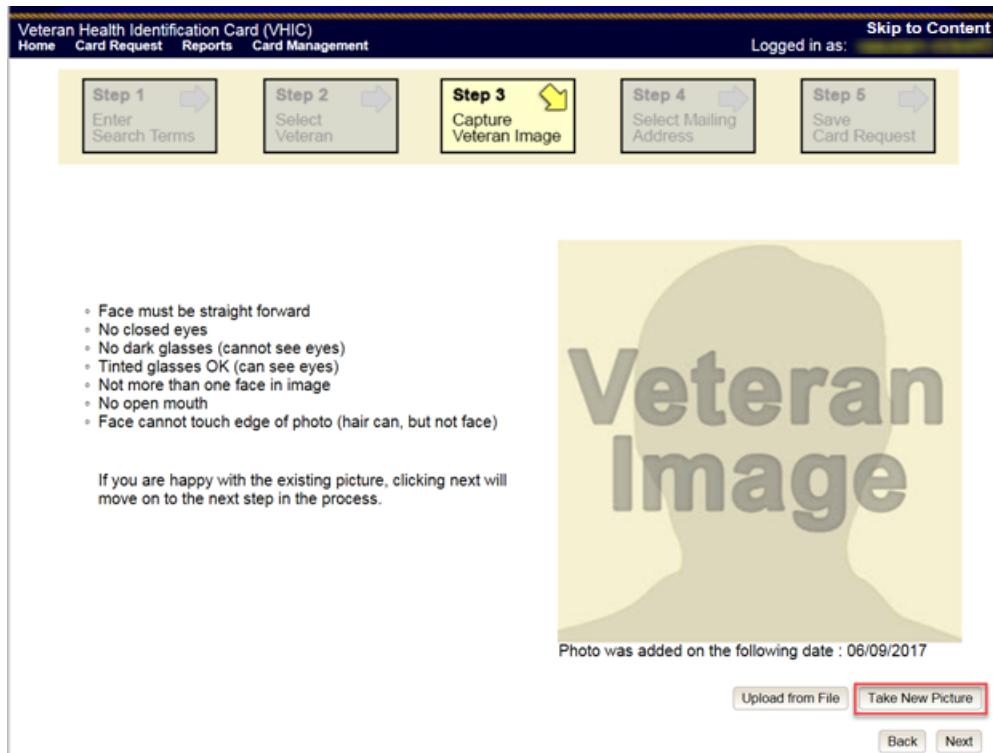 Veteran Health Identification Card (VHIC)
Skip to Content
Home Card Request Reports Card Management
Logged in as:
Step 1
Enter
Search Terms
Step 2
Select
Veteran
Step 3
Capture
Veteran Image
Step 4
Select Mailing
Address
Step 5
Save
Card Request
Face must be straight forward
No closed eyes
No dark glasses (cannot see eyes)
Tinted glasses OK (can see eyes)
Not more than one face in image
No open mouth
Face cannot touch edge of photo (hair can, but not face)
If you are happy with the existing picture, clicking next will
move on to the next step in the process.
Veteran
Image
Photo was added on the following date : 06/09/2017
Upload from File
Take New Picture
Back
Next